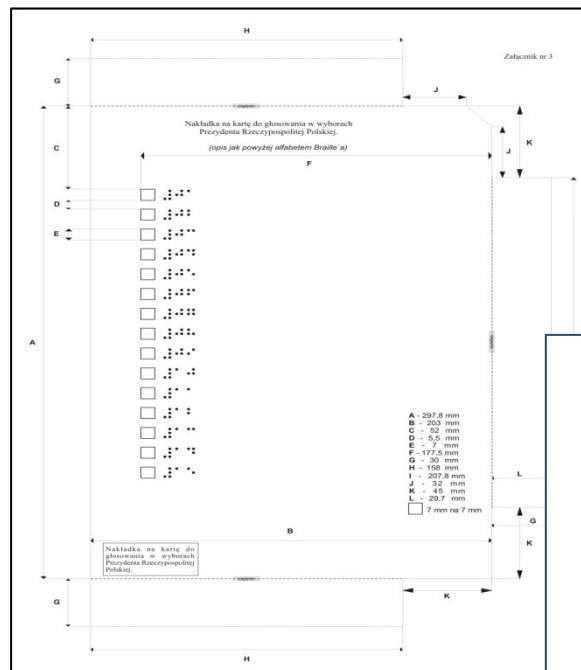 H
Załącznik nr 3
G
J
Nakładka na kartę do głosowania w wyborach
Prezydenta Rzeczypospolitej Polskiej.
K
C
J
(opis jak powyżej alfabetem Braille`a)
F
D
E
⠼⠚⠁
⠼⠚⠃
⠼⠚⠉
⠼⠚⠙
⠼⠚⠑
⠼⠚⠋
⠼⠚⠛
⠼⠚⠓
⠼⠚⠊
⠼⠁⠚
⠼⠁⠁
⠼⠁⠃
⠼⠁⠉
⠼⠁⠙
⠼⠁⠑
A
A - 297,8 mm
B - 203 mm
C - 52 mm
D - 5,5 mm
E - 7 mm
F - 177,5 mm
G - 30 mm
H - 158 mm
I - 207,8 mm
J - 32 mm
K - 45 mm
L - 29,7 mm
7 mm na 7 mm
L
G
B
K
Nakładka na kartę do
głosowania w wyborach
Prezydenta Rzeczypospolitej
Polskiej.
G
K
H